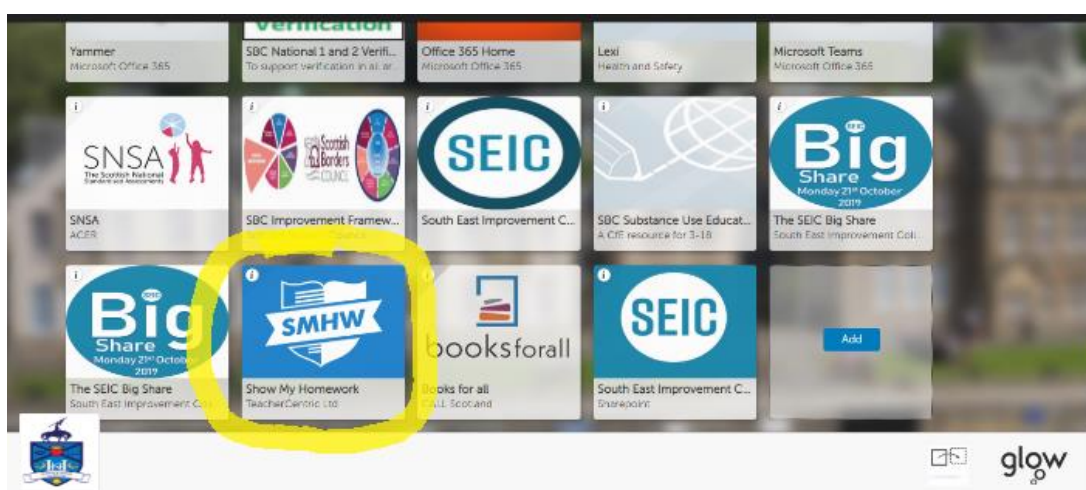 Verification
Yammer
Microsoft Office 365
SBC National 1 and 2 Verifi...
To support verification in all ar...
Office 365 Home
Microsoft Office 365
Lexi
Health and Safety
Microsoft Teams
Microsoft Office 365
SNSA
The Scottish National
Standardised Assessments
SNSA
ACER
Scottish
Borders
COUNCIL
SBC Improvement Framew...
SEIC
South East Improvement C...
SBC Substance Use Educat...
A CfE resource for 3-18
SEIC
Big
Share
Monday 21st October
2019
The SEIC Big Share
South East Improvement Coll...
SEIC
Big
Share
Monday 21st October
2019
The SEIC Big Share
South East Improvement Coll...
SMHW
Show My Homework
TeacherCentric Ltd
booksforall
Books for all
CALL Scotland
SEIC
South East Improvement C...
Sharepoint
Add
glow